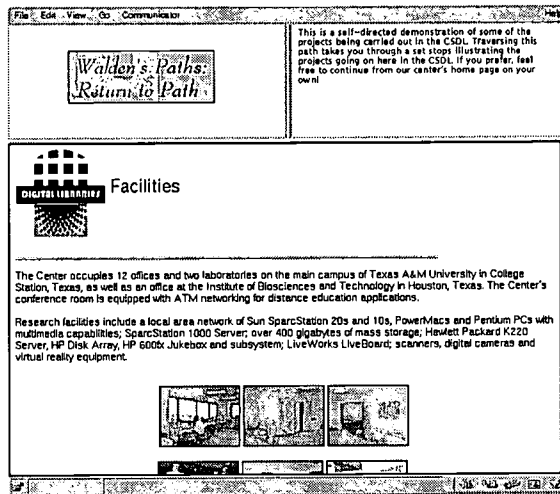 File Edit View Go Communicator Help
Walden's Paths:
Return to Path
This is a self-directed demonstration of some of the
projects being carried out in the CSDL. Traversing this
path takes you through a set stops illustrating the
projects going on here in the CSDL. If you prefer, feel
free to continue from our center's home page on your
own!
DIGITAL LIBRARIES
Facilities
The Center occupies 12 offices and two laboratories on the main campus of Texas A&M University in College
Station, Texas, as well as an office at the Institute of Biosciences and Technology in Houston, Texas. The Center's
conference room is equipped with ATM networking for distance education applications.
Research facilities include a local area network of Sun SparcStation 20s and 10s, PowerMacs and Pentium PCs with
multimedia capabilities; SparcStation 1000 Server; over 400 gigabytes of mass storage; Hewlett Packard K220
Server, HP Disk Array, HP 600fx Jukebox and subsystem; LiveWorks LiveBoard; scanners, digital cameras and
virtual reality equipment.